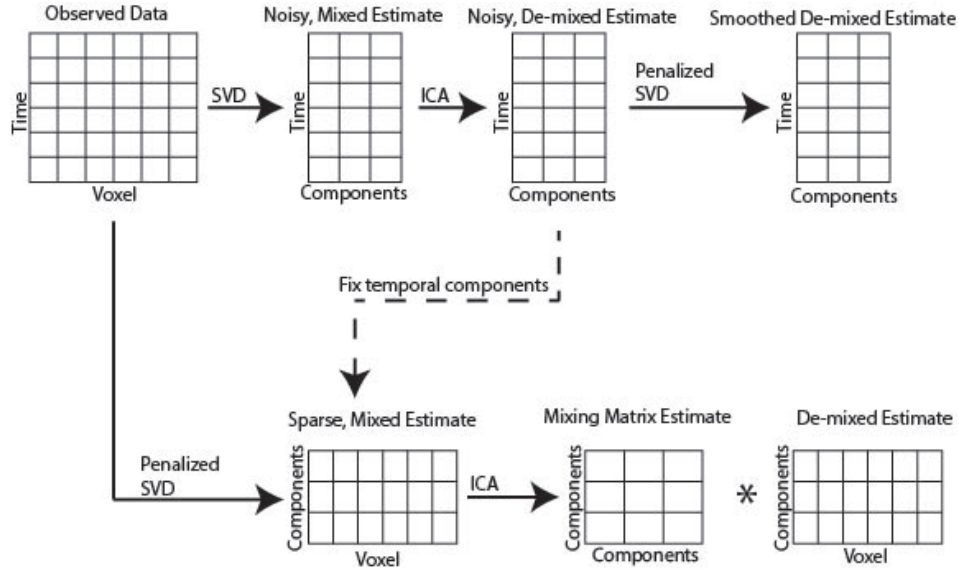 Observed Data
Noisy, Mixed Estimate
Noisy, De-mixed Estimate
Smoothed De-mixed Estimate
Time
SVD
Time
ICA
Time
Penalized
SVD
Time
Voxel
Components
Components
Components
Fix temporal components
Sparse, Mixed Estimate
Mixing Matrix Estimate
De-mixed Estimate
Penalized
SVD
Components
ICA
Components
*
Components
Voxel
Components
Voxel